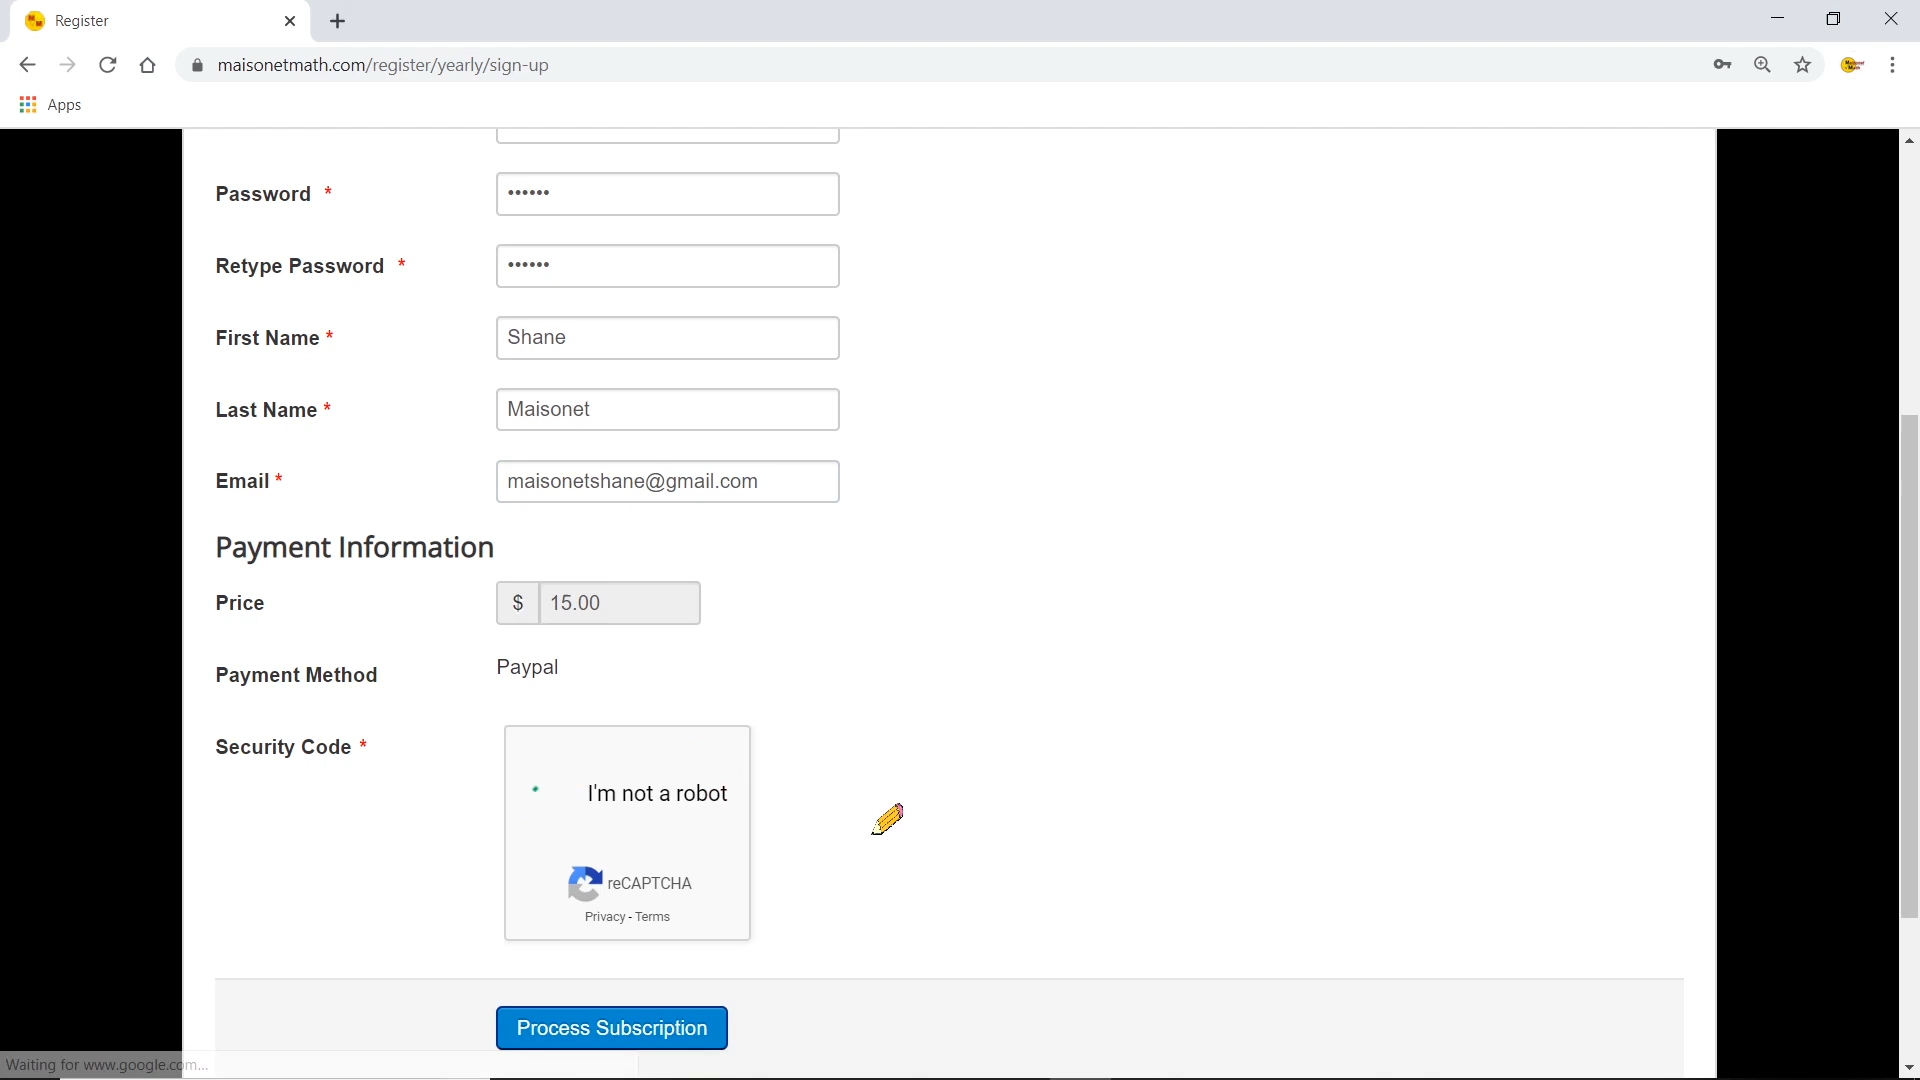 Register
maisonetmath.com/register/yearly/sign-up
Apps
Password *
••••••
Retype Password *
••••••
First Name *
Shane
Last Name *
Maisonet
Email *
maisonetshane@gmail.com
Payment Information
Price
$ 15.00
Payment Method
Paypal
Security Code *
I'm not a robot
reCAPTCHA
Privacy - Terms
Process Subscription
Waiting for www.google.com...